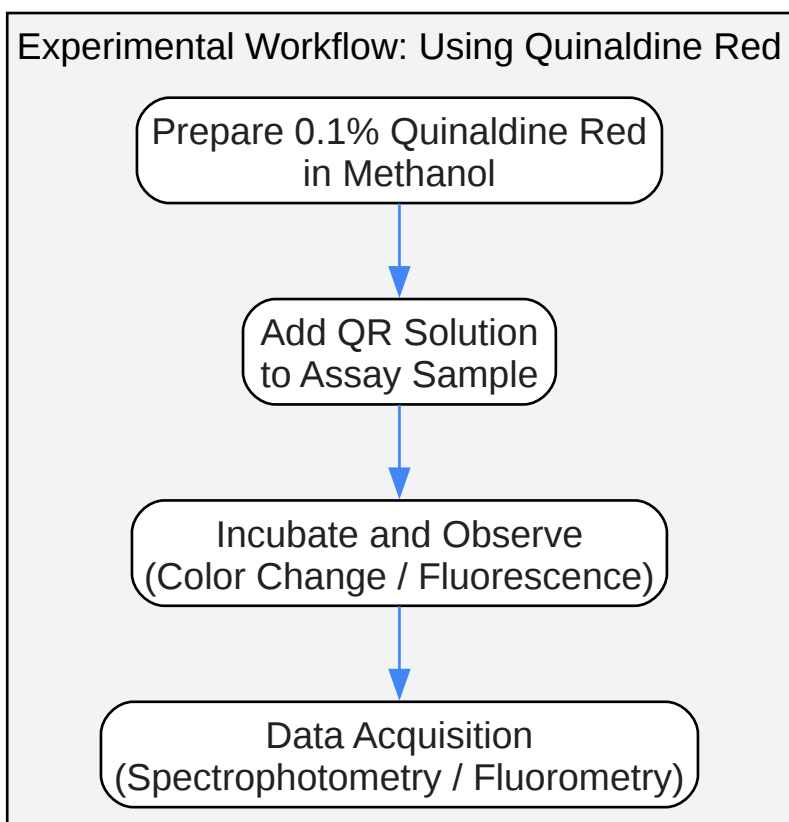 Experimental Workflow: Using Quinaldine Red
Prepare 0.1% Quinaldine Red
in Methanol
Add QR Solution
to Assay Sample
Incubate and Observe
(Color Change / Fluorescence)
Data Acquisition
(Spectrophotometry / Fluorometry)